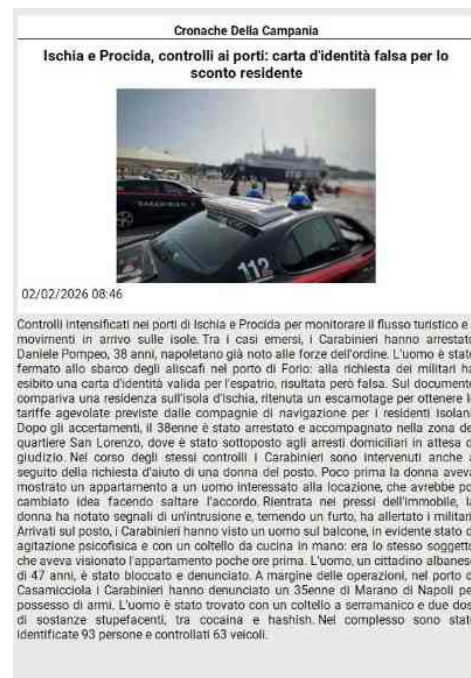 Cronache Della Campania
Ischia e Procida, controlli ai porti: carta d'identità falsa per lo
sconto residente
CARABINIERI
112
02/02/2026 08:46
Controlli intensificati nei porti di Ischia e Procida per monitorare il flusso turistico e
movimenti in arrivo sulle isole. Tra i casi emersi, i Carabinieri hanno arrestat
Daniele Pompeo, 38 anni, napoletano già noto alle forze dell'ordine. L'uomo è stat
fermato allo sbarco degli aliscafi nel porto di Forio: alla richiesta dei militari ha
esibito una carta d'identità valida per l'espatrio, risultata però falsa. Sul document
compariva una residenza sull'isola d'Ischia, ritenuta un escamotage per ottenere l
tariffe agevolate previste dalle compagnie di navigazione per i residenti isolan
Dopo gli accertamenti, il 38enne è stato arrestato e accompagnato nella zona de
quartiere San Lorenzo, dove è stato sottoposto agli arresti domiciliari in attesa d
giudizio. Nel corso degli stessi controlli i Carabinieri sono intervenuti anche a
seguito della richiesta d'aiuto di una donna del posto. Poco prima la donna avev
mostrato un appartamento a un uomo interessato alla locazione, che avrebbe po
cambiato idea facendo saltare l'accordo. Rientrata nei pressi dell'immobile, l
donna ha notato segnali di un'intrusione e, temendo un furto, ha allertato i militari
Arrivati sul posto, i Carabinieri hanno visto un uomo sul balcone, in evidente stato d
agitazione psicofisica e con un coltello da cucina in mano: era lo stesso soggett
che aveva visionato l'appartamento poche ore prima. L'uomo, un cittadino albanes
di 47 anni, è stato bloccato e denunciato. A margine delle operazioni, nel porto d
Casamicciola i Carabinieri hanno denunciato un 35enne di Marano di Napoli pe
possesso di armi. L'uomo è stato trovato con un coltello a serramanico e due dos
di sostanze stupefacenti, tra cocaina e hashish. Nel complesso sono stat
identificate 93 persone e controllati 63 veicoli.